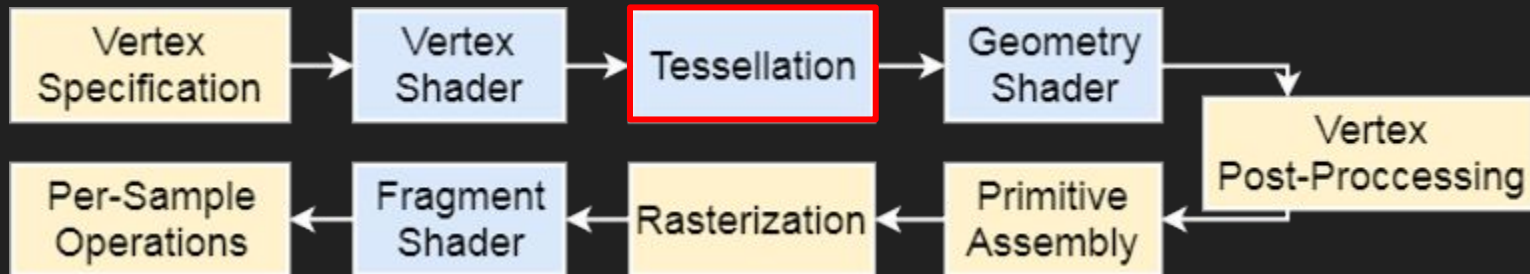 Vertex
Specification
Vertex
Shader
Tessellation
Geometry
Shader
Vertex
Post-Proccessing
Primitive
Assembly
Rasterization
Fragment
Shader
Per-Sample
Operations